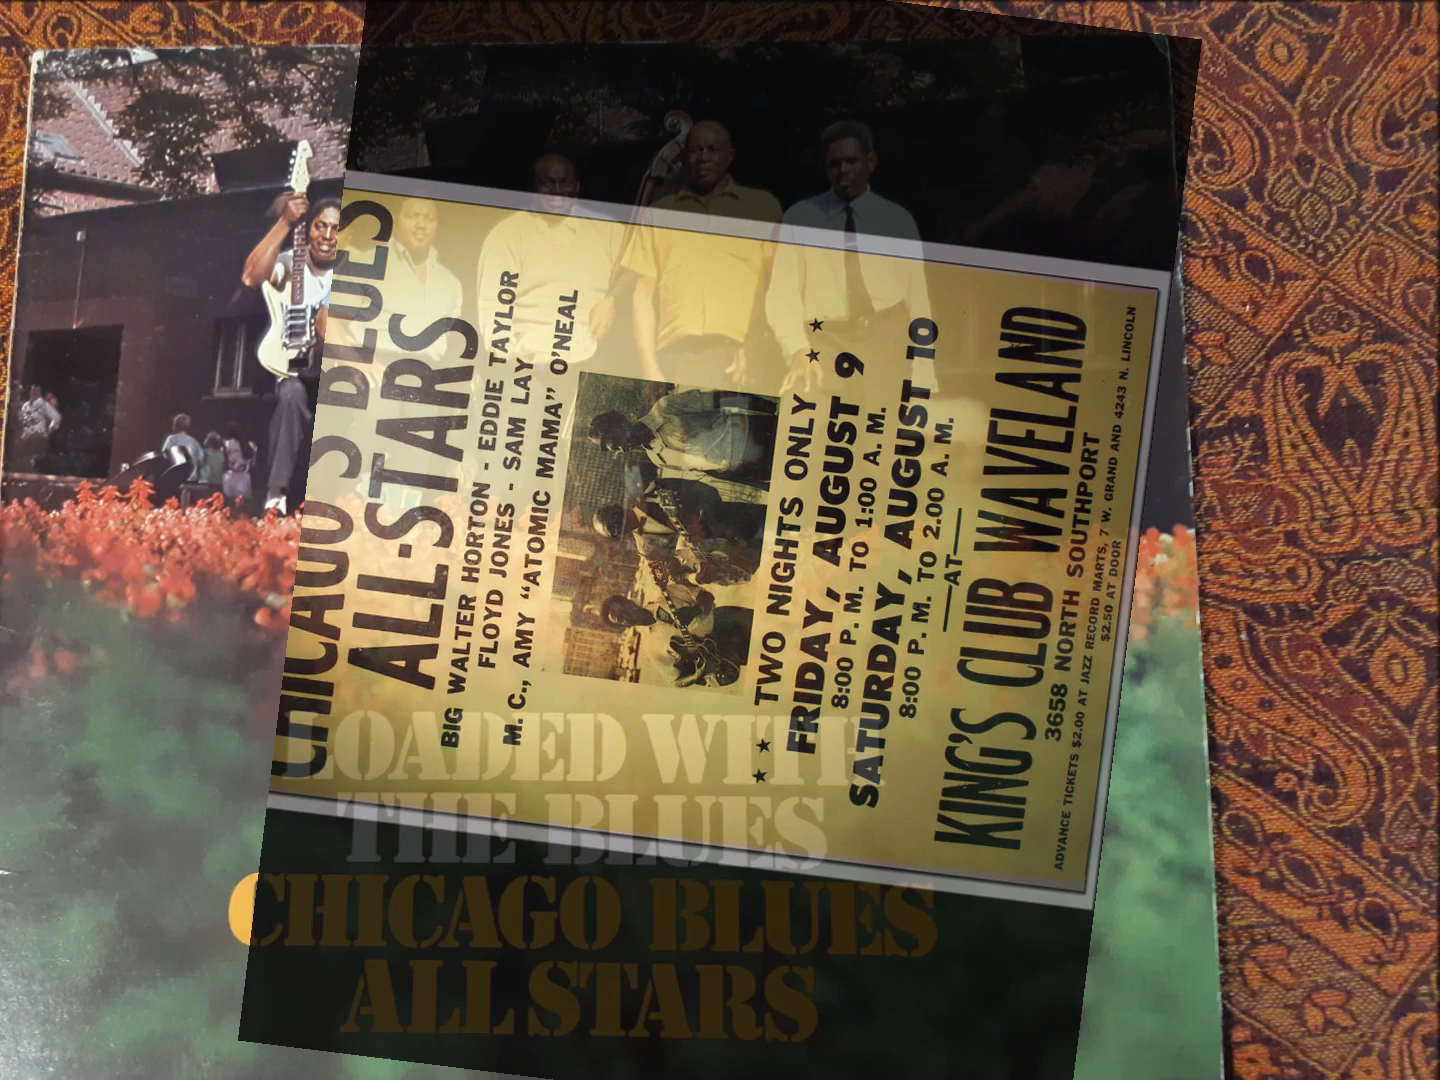 CHICAGO'S BLUES
ALL-STARS
BIG WALTER HORTON - EDDIE TAYLOR
FLOYD JONES - SAM LAY
M. C., AMY “ATOMIC MAMA” O'NEAL
★ ★ TWO NIGHTS ONLY ★ ★
FRIDAY, AUGUST 9
8:00 P. M. TO 1:00 A. M.
SATURDAY, AUGUST 10
8:00 P. M. TO 2.00 A. M.
—AT—
KING'S CLUB WAVELAND
3658 NORTH SOUTHPORT
ADVANCE TICKETS $2.00 AT JAZZ RECORD MARTS, 7 W. GRAND AND 4243 N. LINCOLN
$2.50 AT DOOR
LOADED WITH
THE BLUES
CHICAGO BLUES
ALL STARS